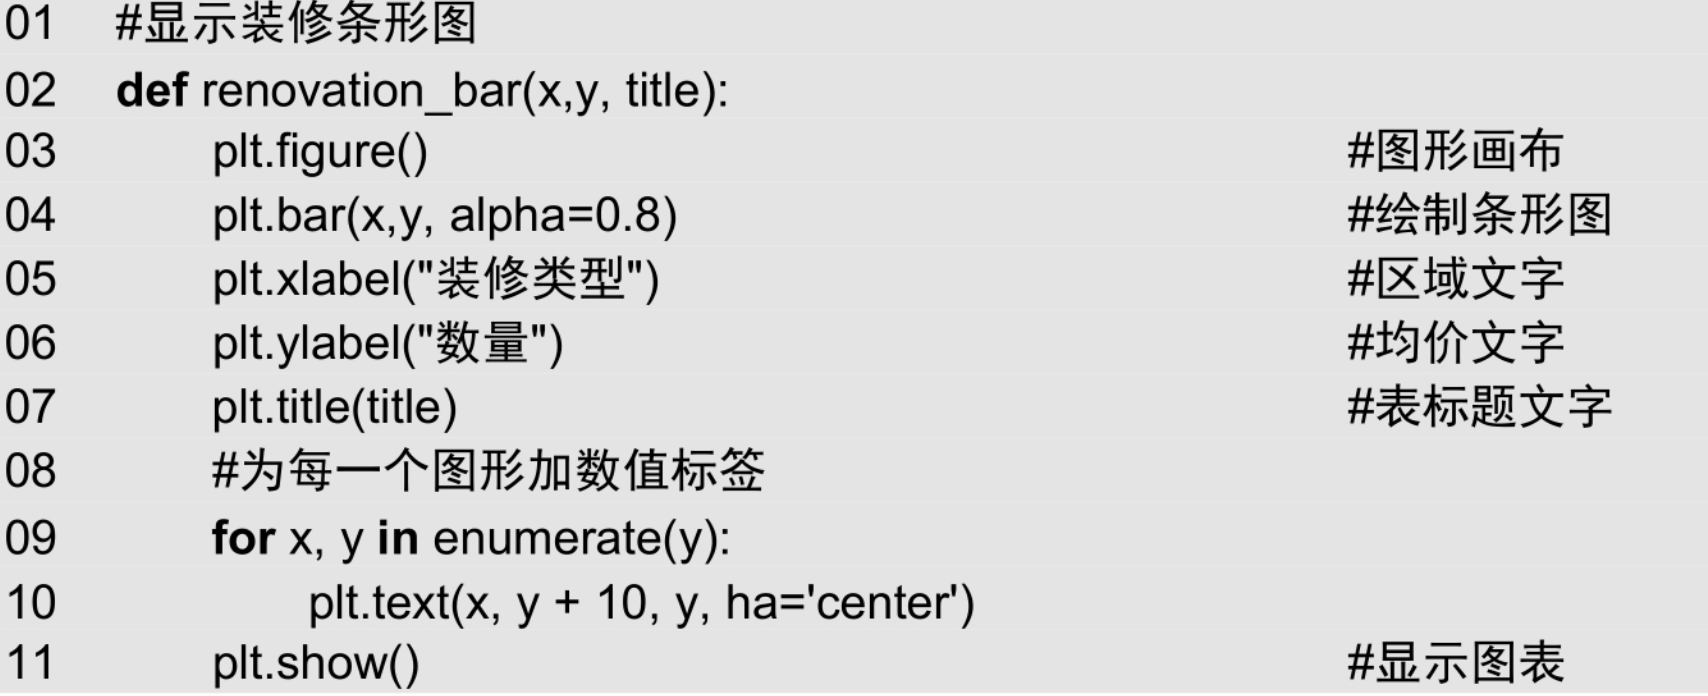 01 #显示装修条形图
02 def renovation_bar(x,y, title):
03 plt.figure() #图形画布
04 plt.bar(x,y, alpha=0.8) #绘制条形图
05 plt.xlabel("装修类型") #区域文字
06 plt.ylabel("数量") #均价文字
07 plt.title(title) #表标题文字
08 #为每一个图形加数值标签
09 for x, y in enumerate(y):
10 plt.text(x, y + 10, y, ha='center')
11 plt.show() #显示图表